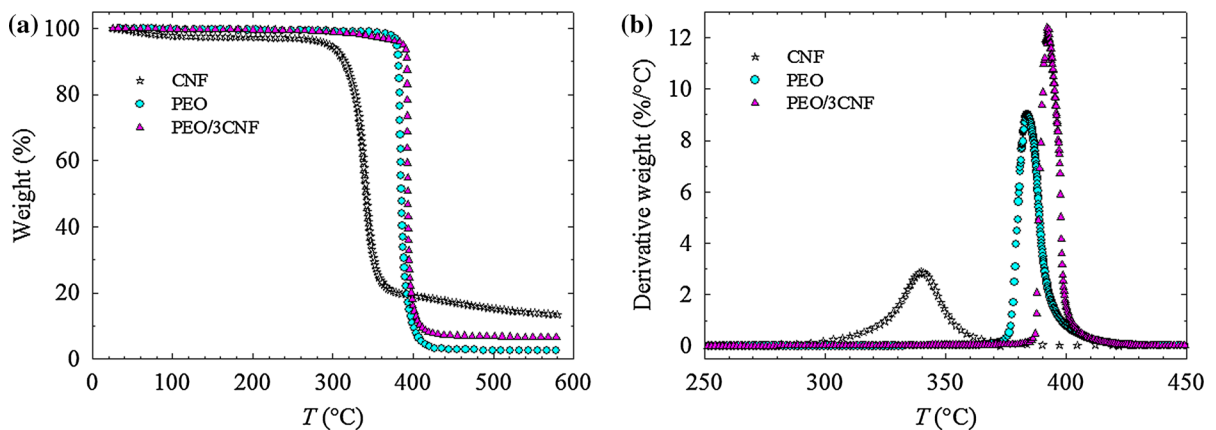 (a)
100
80
60
40
20
0
Weight (%)
CNF
PEO
PEO/3CNF
0 100 200 300 400 500 600
T (°C)
(b)
12
10
8
6
4
2
0
Derivative weight (%/°C)
CNF
PEO
PEO/3CNF
250 300 350 400 450
T (°C)